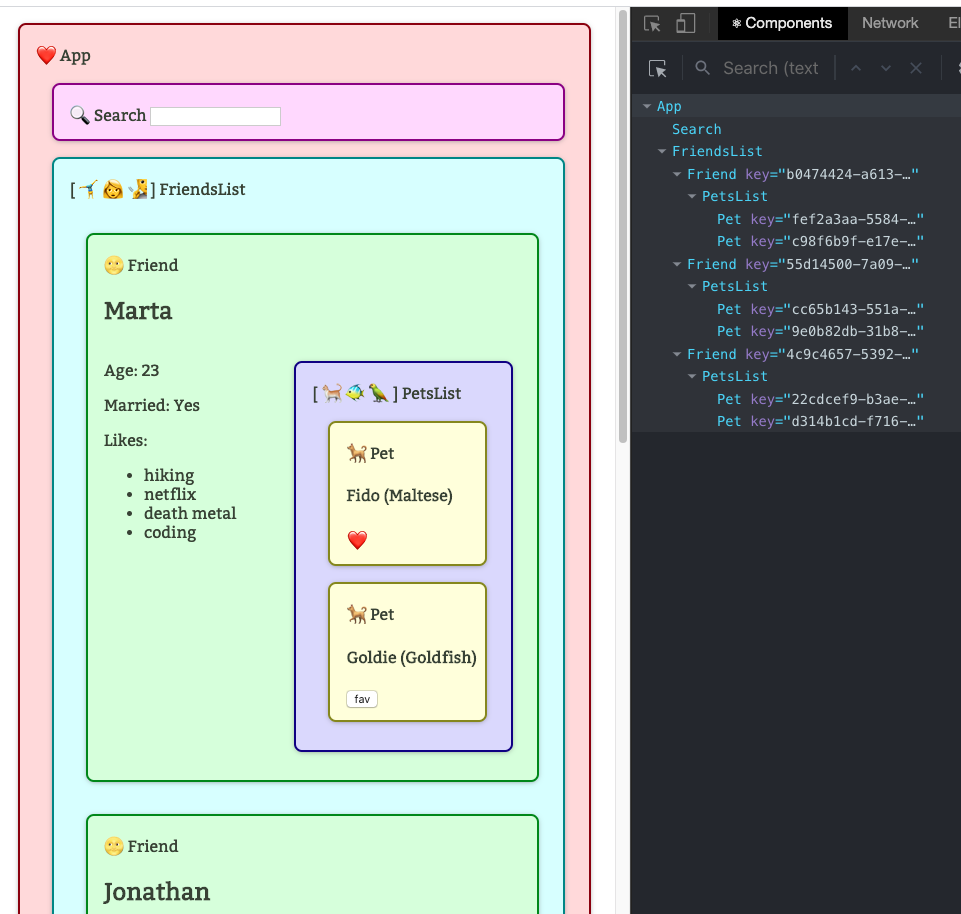 ❤️ App
🔍 Search
[ 🤸 👩 🤽 ] FriendsList
🌝 Friend
Marta
Age: 23
Married: Yes
Likes:
• hiking
• netflix
• death metal
• coding
[ 🐈 🐠 🦜 ] PetsList
🐕 Pet
Fido (Maltese)
❤️
🐕 Pet
Goldie (Goldfish)
fav
🌝 Friend
Jonathan
⚛ Components Network El
Search (text
App
Search
FriendsList
Friend key="b0474424-a613-…"
PetsList
Pet key="fef2a3aa-5584-…"
Pet key="c98f6b9f-e17e-…"
Friend key="55d14500-7a09-…"
PetsList
Pet key="cc65b143-551a-…"
Pet key="9e0b82db-31b8-…"
Friend key="4c9c4657-5392-…"
PetsList
Pet key="22cdcef9-b3ae-…"
Pet key="d314b1cd-f716-…"